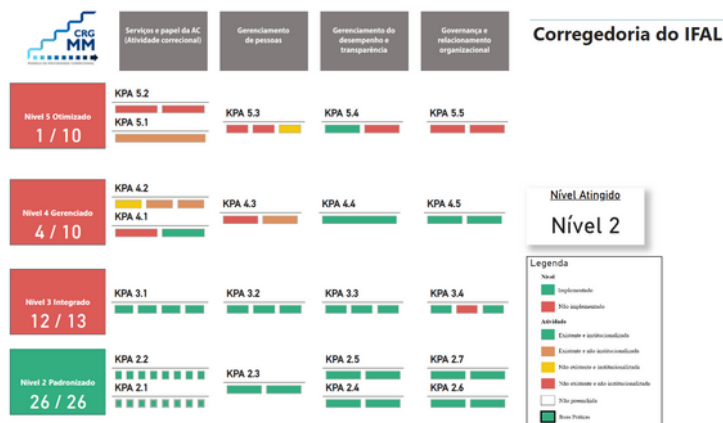 CRG
MM
Serviços e papel da AC
(Atividade correcional)
Gerenciamento
de pessoas
Gerenciamento do
desempenho e
transparência
Governança e
relacionamento
organizacional
Corregedoria do IFAL
Nível 5 Otimizado
1 / 10
KPA 5.2
KPA 5.1
KPA 5.3
KPA 5.4
KPA 5.5
Nível 4 Gerenciado
4 / 10
KPA 4.2
KPA 4.1
KPA 4.3
KPA 4.4
KPA 4.5
Nível 3 Integrado
12 / 13
KPA 3.1
KPA 3.2
KPA 3.3
KPA 3.4
Nível 2 Padronizado
26 / 26
KPA 2.2
KPA 2.1
KPA 2.3
KPA 2.5
KPA 2.4
KPA 2.7
KPA 2.6
Nível Atingido
Nível 2
Legenda
Nível
Implementado
Não implementado
Atividade
Existente e institucionalizada
Existente e não institucionalizada
Não existente e institucionalizada
Não existente e não institucionalizada
Não preenchida
Boas Práticas